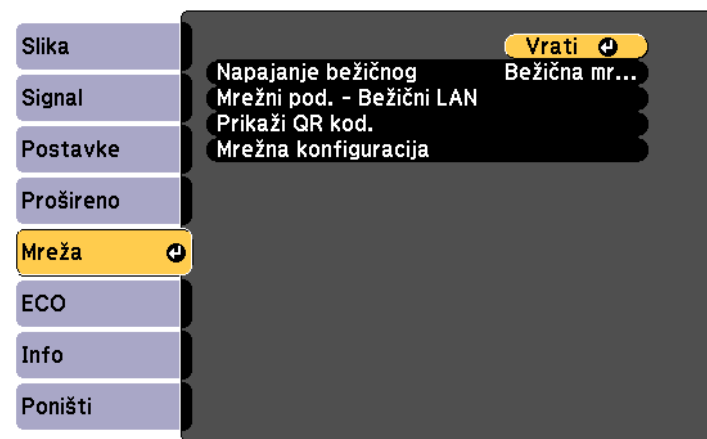 Slika
Signal
Postavke
Prošireno
Mreža
ECO
Info
Poništi
Vrati
Napajanje bežičnog Bežična mr...
Mrežni pod. - Bežični LAN
Prikaži QR kod.
Mrežna konfiguracija